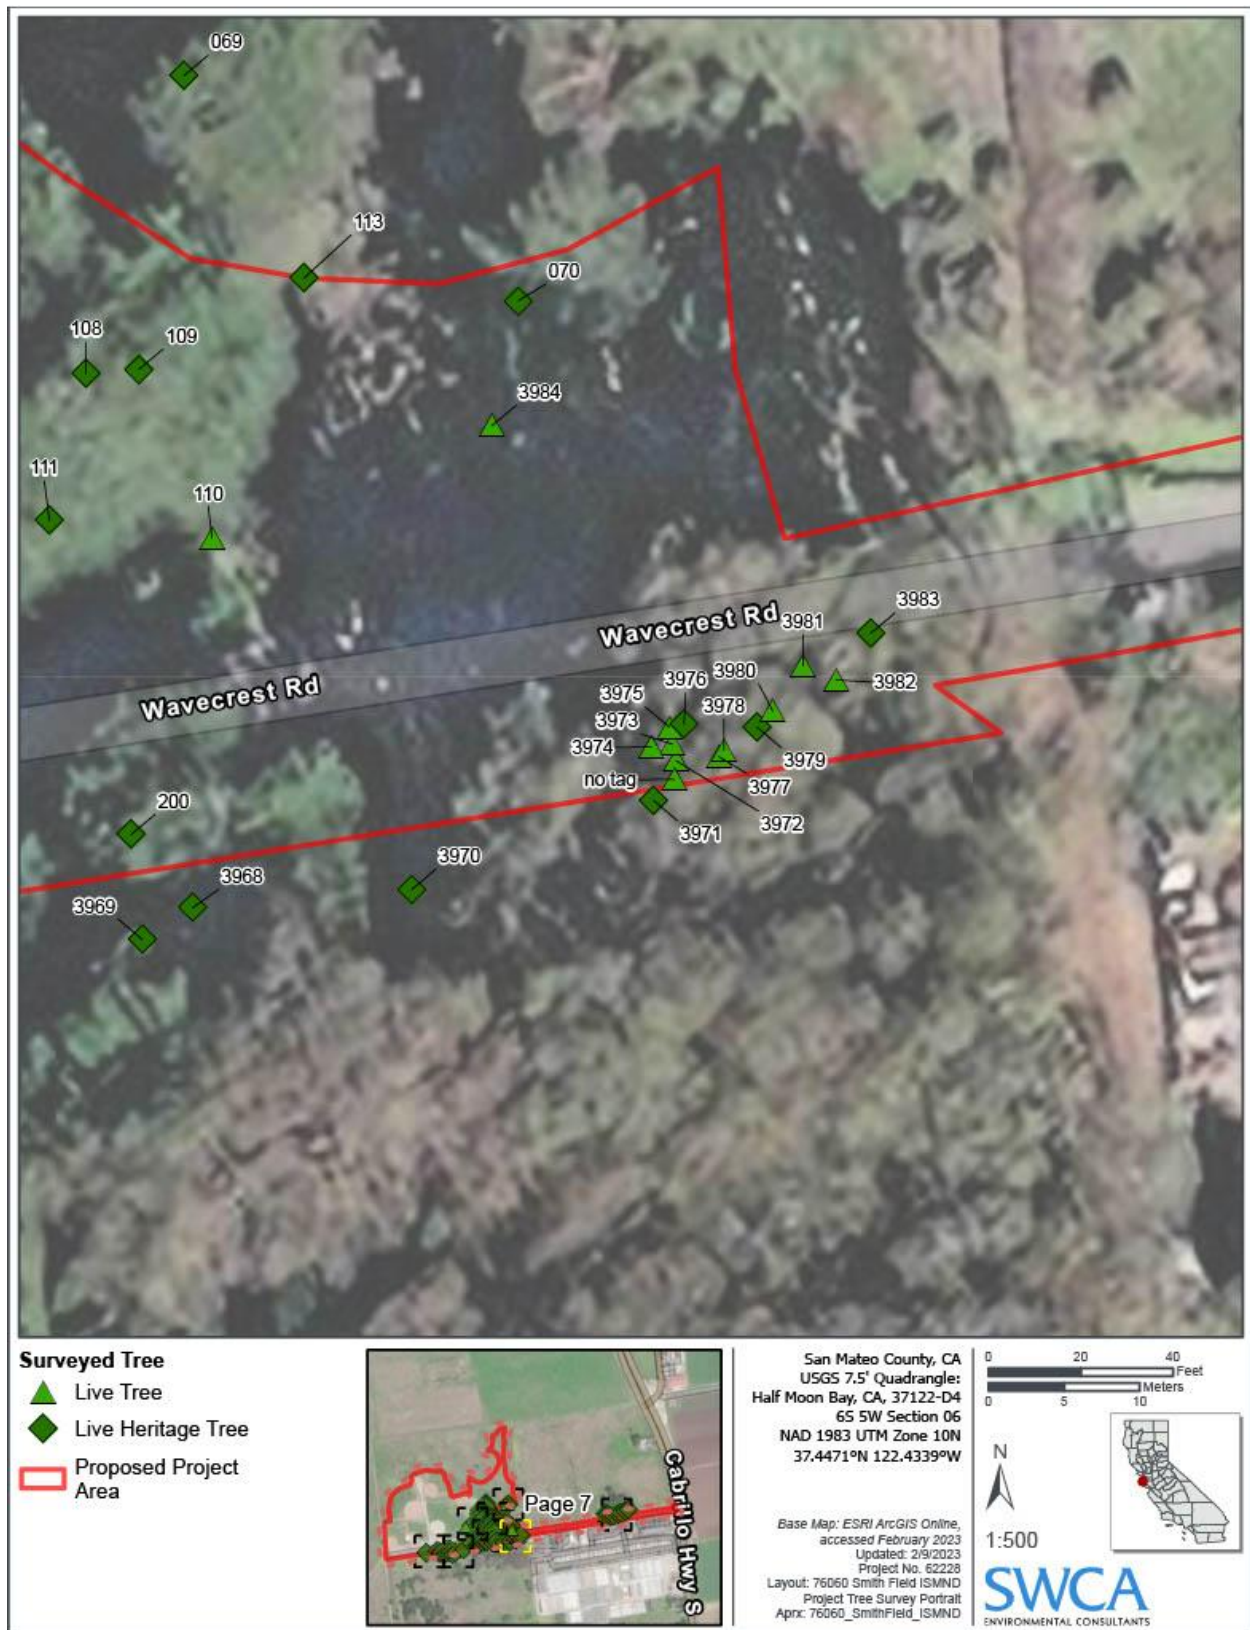 069
113
070
108
109
3984
111
110
Wavecrest Rd
3983
3981
3982
3980
3976
3975
3978
3973
3974
3979
no tag
3977
3972
3971
Wavecrest Rd
200
3970
3968
3969
Surveyed Tree
Live Tree
Live Heritage Tree
Proposed Project
Area
Page 7
Cabrillo Hwy S
San Mateo County, CA
USGS 7.5' Quadrangle:
Half Moon Bay, CA, 37122-D4
6S 5W Section 06
NAD 1983 UTM Zone 10N
37.4471°N 122.4339°W
Base Map: ESRI ArcGIS Online,
accessed February 2023
Updated: 2/9/2023
Project No. 62228
Layout: 76060 Smith Field ISMND
Project Tree Survey Portrait
Aprx: 76060_SmithField_ISMND
0 20 40
Feet
Meters
0 5 10
N
1:500
SWCA
ENVIRONMENTAL CONSULTANTS